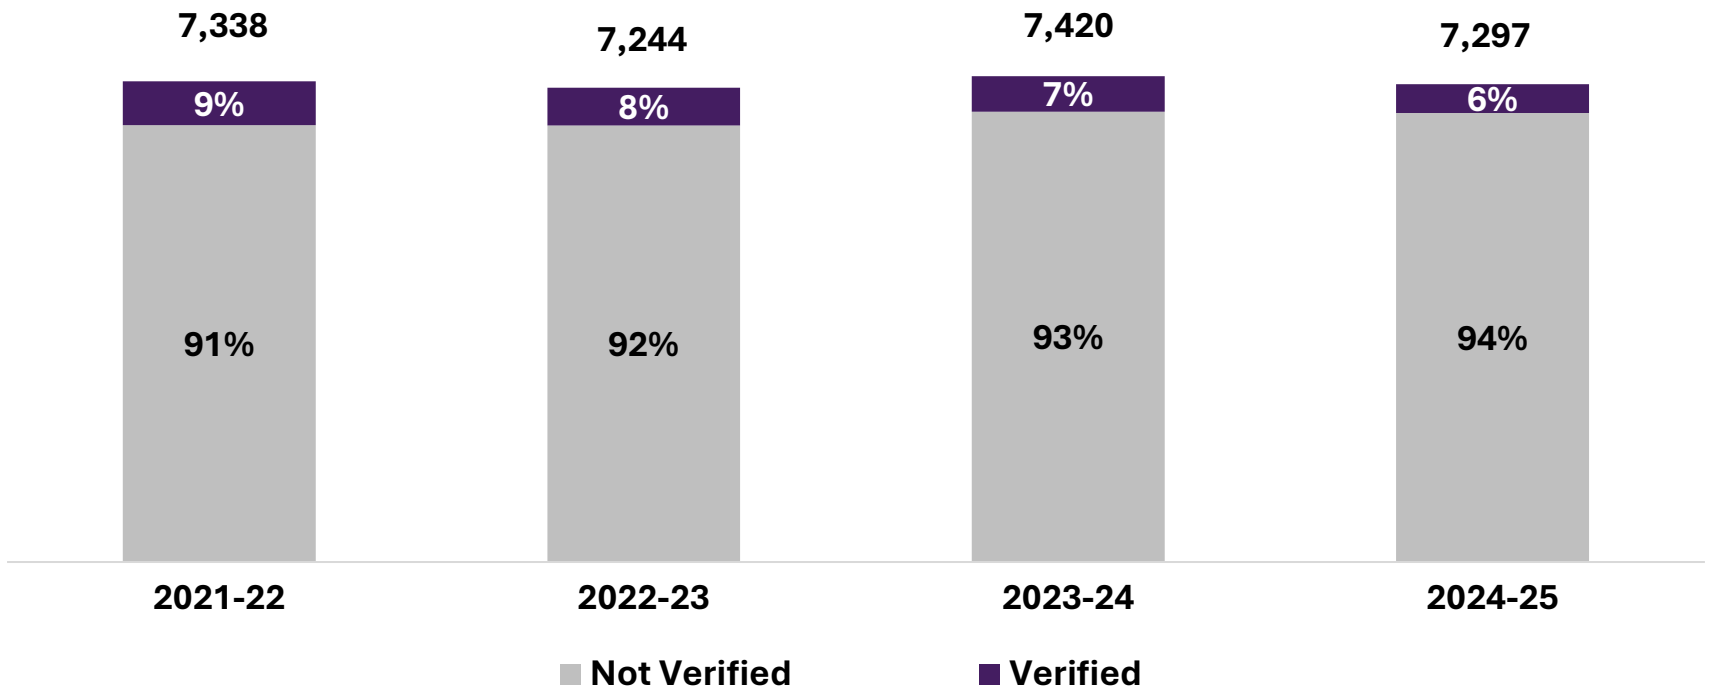 7,338 7,244 7,420 7,297
9% 8% 7% 6%
91% 92% 93% 94%
2021-22 2022-23 2023-24 2024-25
Not Verified Verified